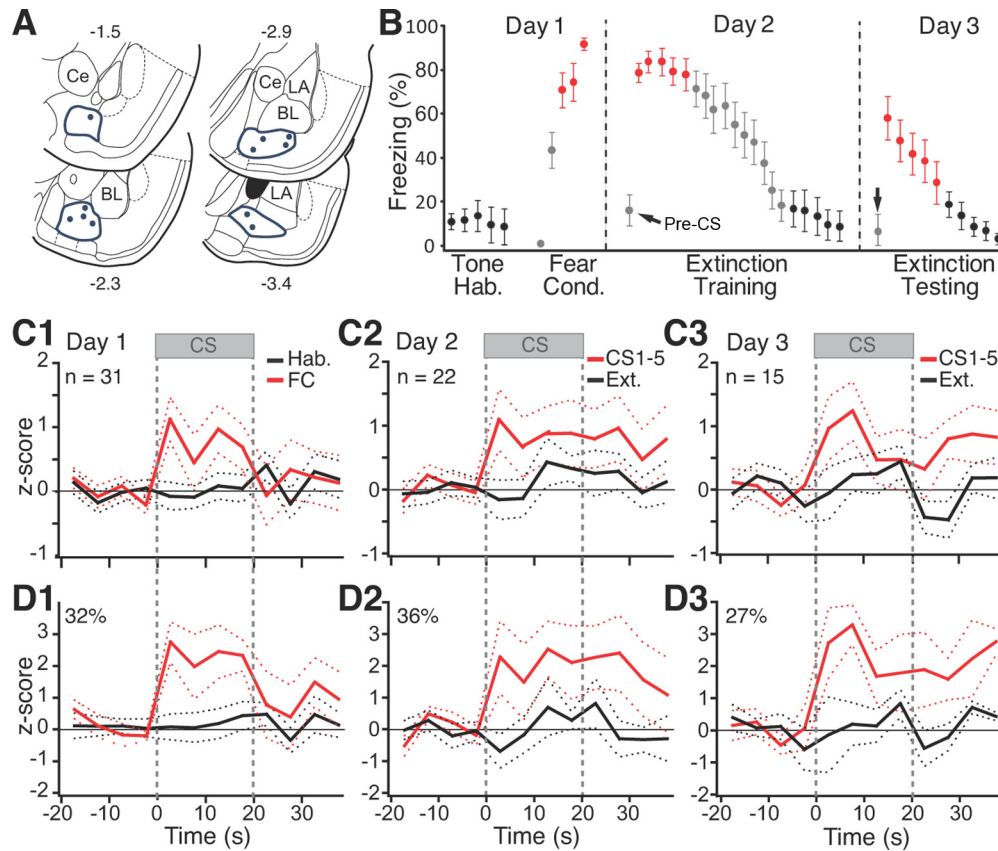 A
-1.5
-2.9
Ce
Ce
LA
BL
BL
LA
-2.3
-3.4
B
Day 1
Day 2
Day 3
Freezing (%)
100
80
60
40
20
0
Pre-CS
Tone Hab.
Fear Cond.
Extinction Training
Extinction Testing
C1
Day 1
CS
Hab.
FC
n = 31
z-score
2
1
0
-1
C2
Day 2
CS
CS1-5
Ext.
n = 22
2
1
0
-1
C3
Day 3
CS
CS1-5
Ext.
n = 15
2
1
0
-1
D1
32%
z-score
3
2
1
0
-1
-2
-20 -10 0 10 20 30
Time (s)
D2
36%
3
2
1
0
-1
-2
-20 -10 0 10 20 30
Time (s)
D3
27%
3
2
1
0
-1
-2
-20 -10 0 10 20 30
Time (s)